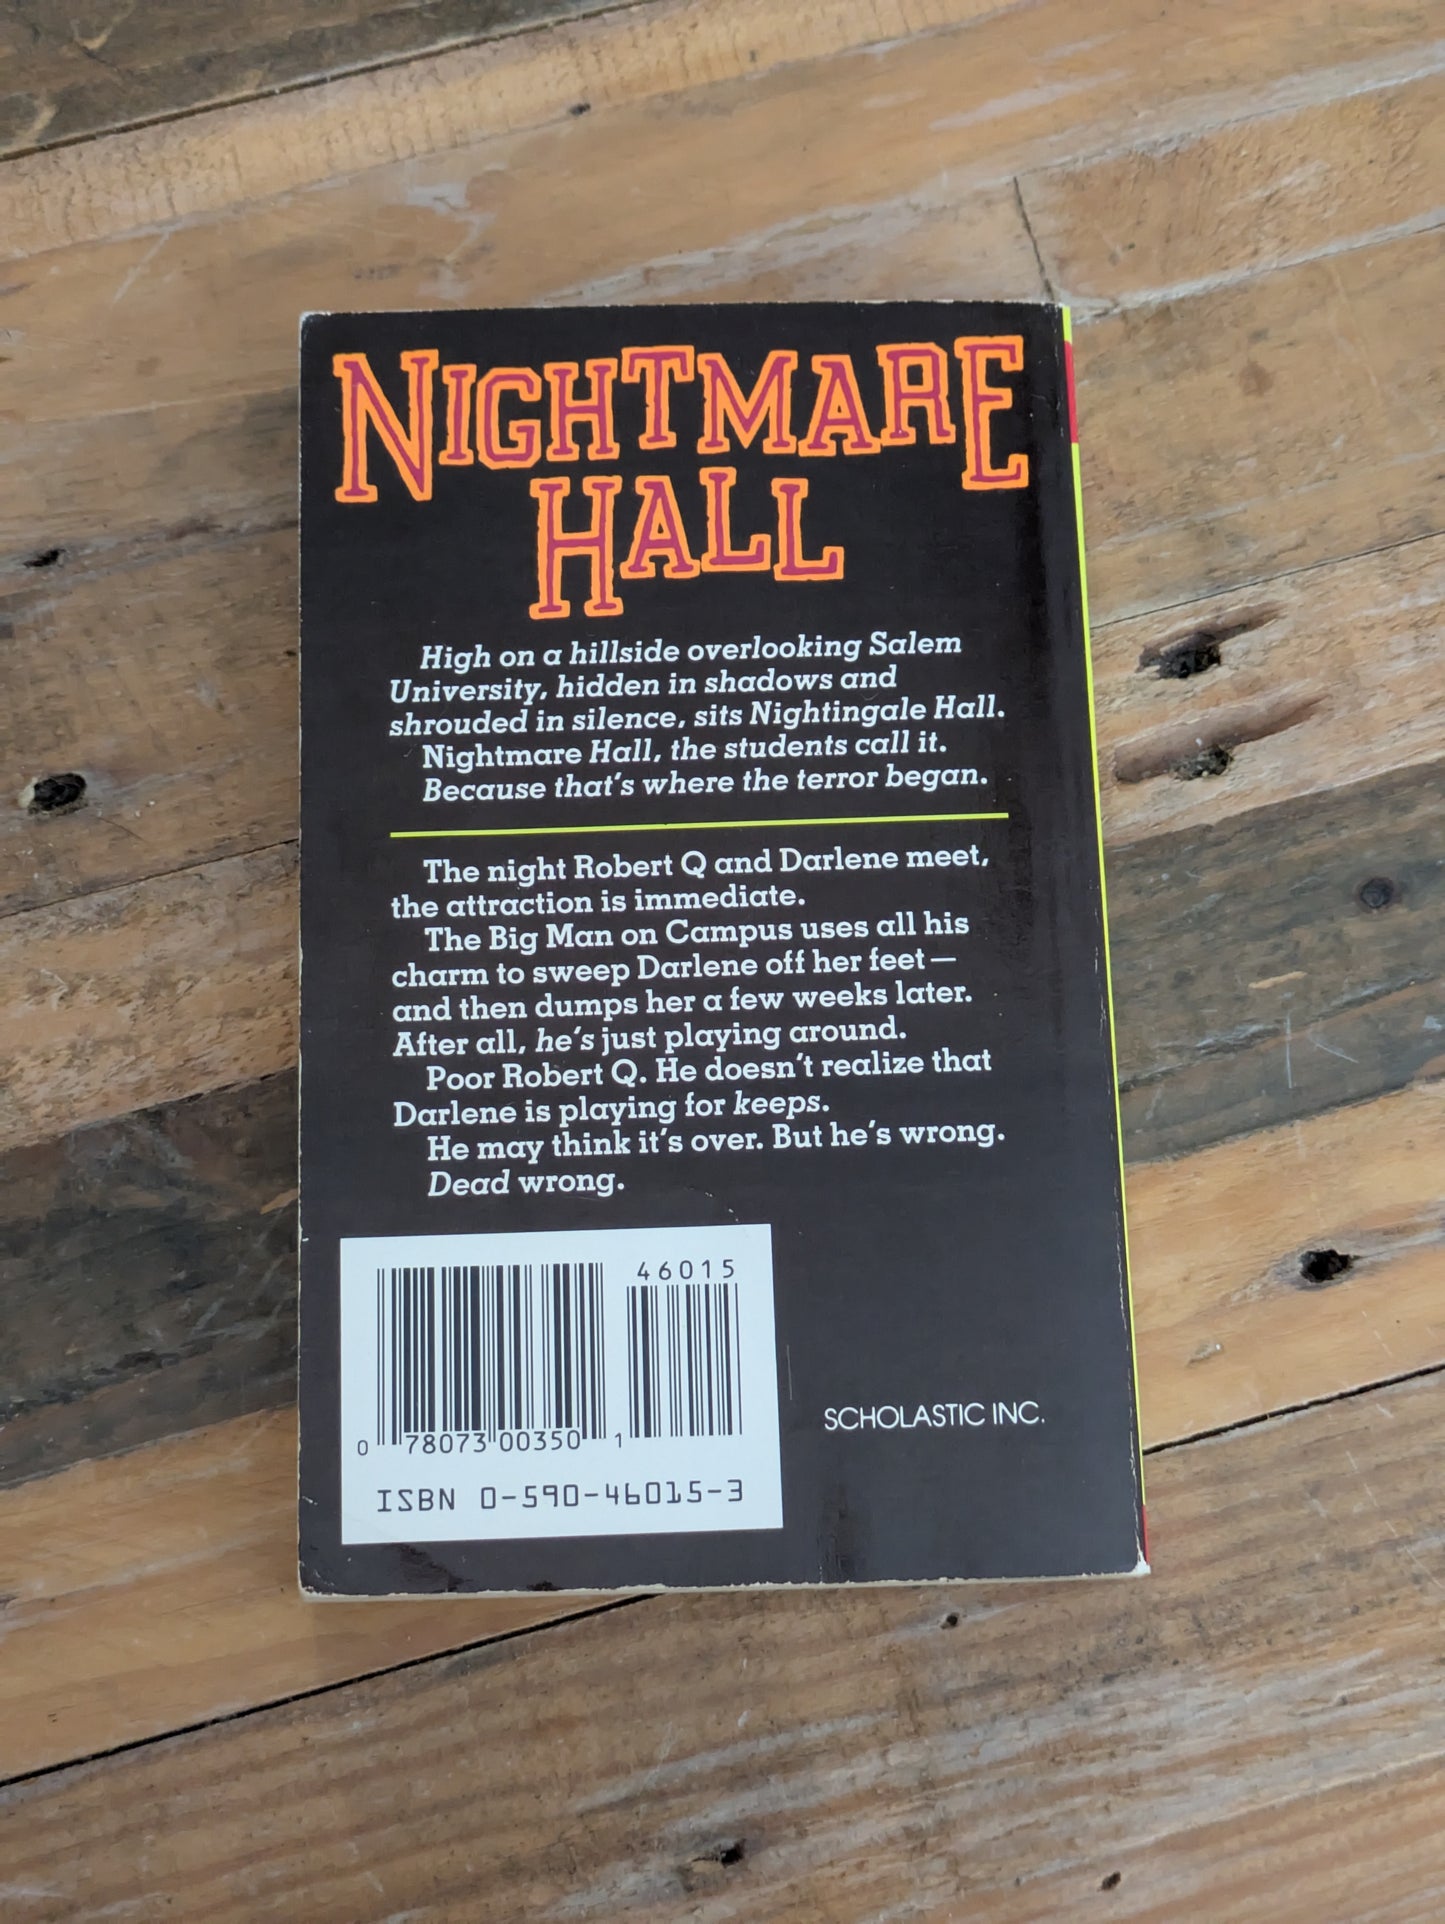 NIGHTMARE
HALL
High on a hillside overlooking Salem
University, hidden in shadows and
shrouded in silence, sits Nightingale Hall.
Nightmare Hall, the students call it.
Because that's where the terror began.
The night Robert Q and Darlene meet,
the attraction is immediate.
The Big Man on Campus uses all his
charm to sweep Darlene off her feet—
and then dumps her a few weeks later.
After all, he's just playing around.
Poor Robert Q. He doesn't realize that
Darlene is playing for keeps.
He may think it's over. But he's wrong.
Dead wrong.
46015
0 78073 00350 1
ISBN 0-590-46015-3
SCHOLASTIC INC.